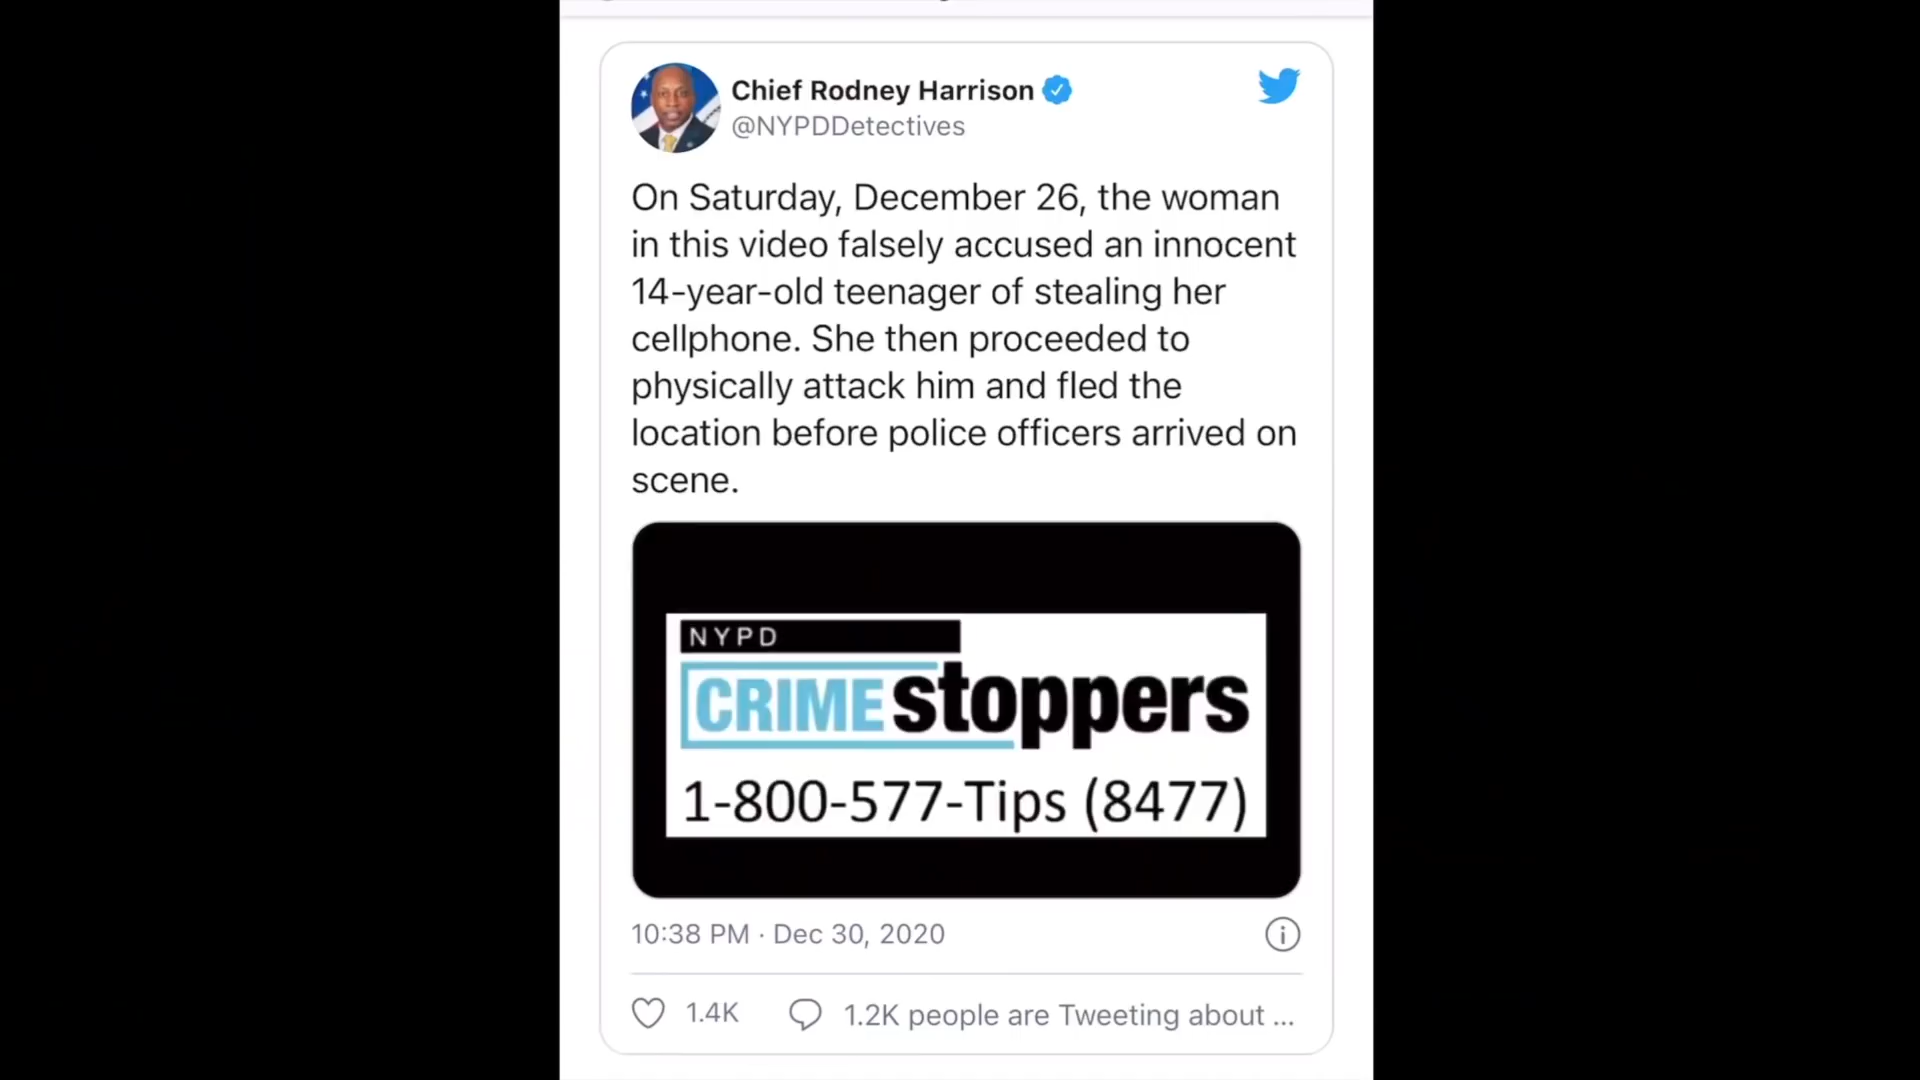 Chief Rodney Harrison
@NYPDDetectives
On Saturday, December 26, the woman
in this video falsely accused an innocent
14-year-old teenager of stealing her
cellphone. She then proceeded to
physically attack him and fled the
location before police officers arrived on
scene.
NYPD
CRIMEstoppers
1-800-577-Tips (8477)
10:38 PM · Dec 30, 2020
1.4K 1.2K people are Tweeting about ...